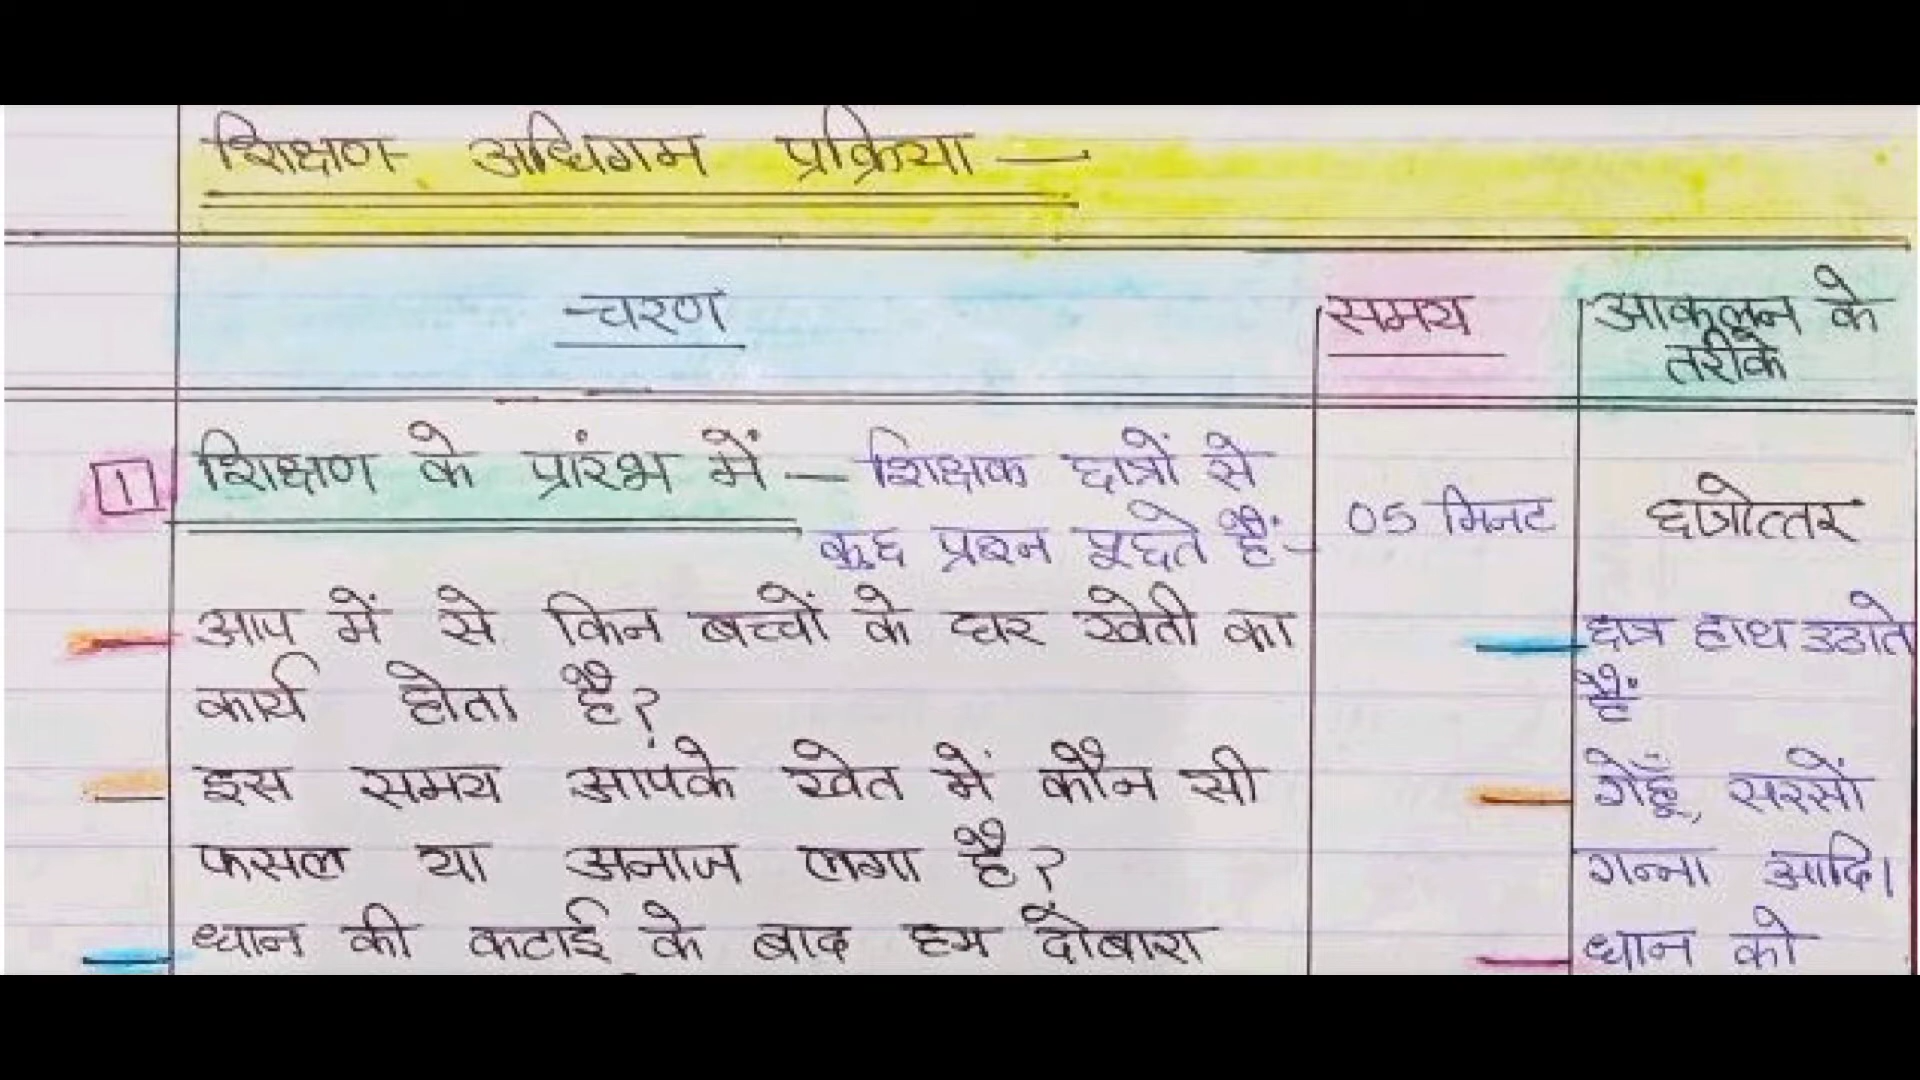 शिक्षण अधिगम प्रक्रिया —
चरण
समय
आकलन के
तरीके
1 शिक्षण के प्रारंभ में — शिक्षक छात्रों से
कुछ प्रश्न पूछते हैं-
05 मिनट
आप में से किन बच्चों के घर खेती का
कार्य होता है?
इस समय आपके खेत में कौन सी
फसल या अनाज लगा है?
धान की कटाई के बाद हम दोबारा
छात्र हाथ उठाते
हैं
गेहूँ, सरसों
गन्ना आदि।
धान को